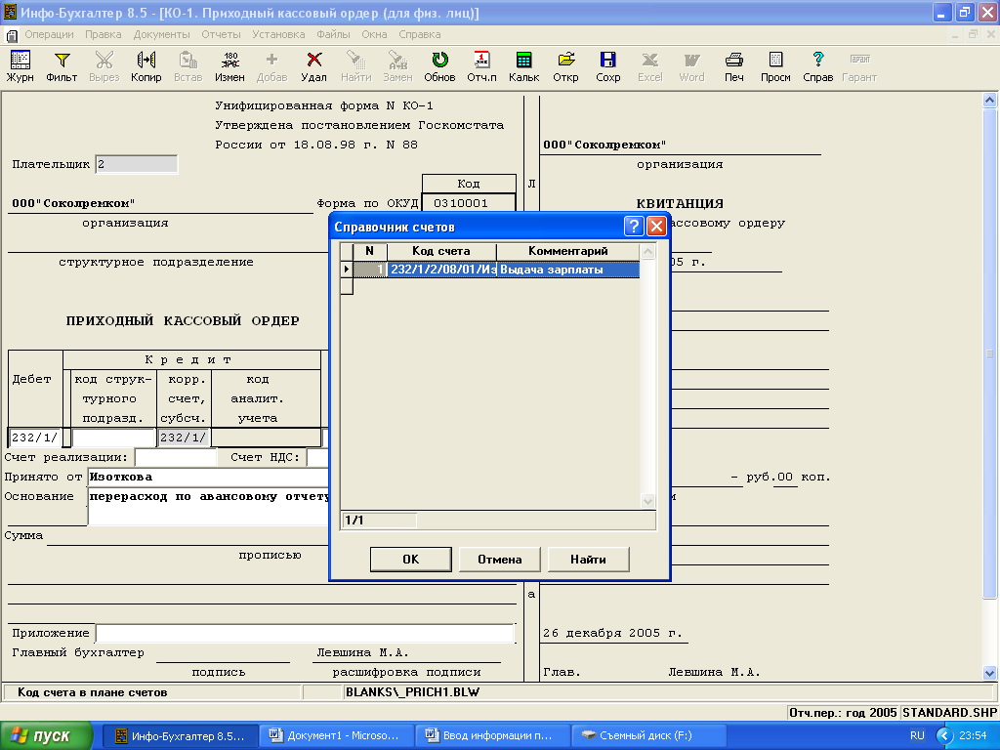 Инфо-Бухгалтер 8.5 - [КО-1. Приходный кассовый ордер (для физ. лиц)]
Операции Правка Документы Отчеты Установка Файлы Окна Справка
Журн Фильт Вырез Копир Встав Измен Добав Удал Найти Замен Обнов Отч.п Кальк Откр Сохр Excel Word Печ Просм Справ Гарант
Унифицированная форма N КО-1
Утверждена постановлением Госкомстата
России от 18.08.98 г. N 88
Плательщик 2
Код
ООО"Соколремком" Форма по ОКУД 0310001
организация
структурное подразделение
ПРИХОДНЫЙ КАССОВЫЙ ОРДЕР
К р е д и т
Дебет код струк- корр. код
турного счет, аналит.
подразд. субсч. учета
232/1/ 232/1/
Счет реализации: Счет НДС:
Принято от Изоткова
Основание перерасход по авансовому отчету
Сумма
прописью
Приложение
Главный бухгалтер Левшина М.А.
подпись расшифровка подписи
Л
а
ООО"Соколремком"
организация
КВИТАНЦИЯ
ассовому ордеру
05 г.
- руб.00 коп.
26 декабря 2005 г.
Глав. Левшина М.А.
Справочник счетов
N Код счета Комментарий
1 232/1/2/08/01/Из Выдача зарплаты
1/1
ОК Отмена Найти
Код счета в плане счетов BLANKS\_PRICH1.BLW
Отч.пер.: год 2005 STANDARD.SHP
пуск Инфо-Бухгалтер 8.5... Документ1 - Microso... Ввод информации п... Съемный диск (F:) RU 23:54